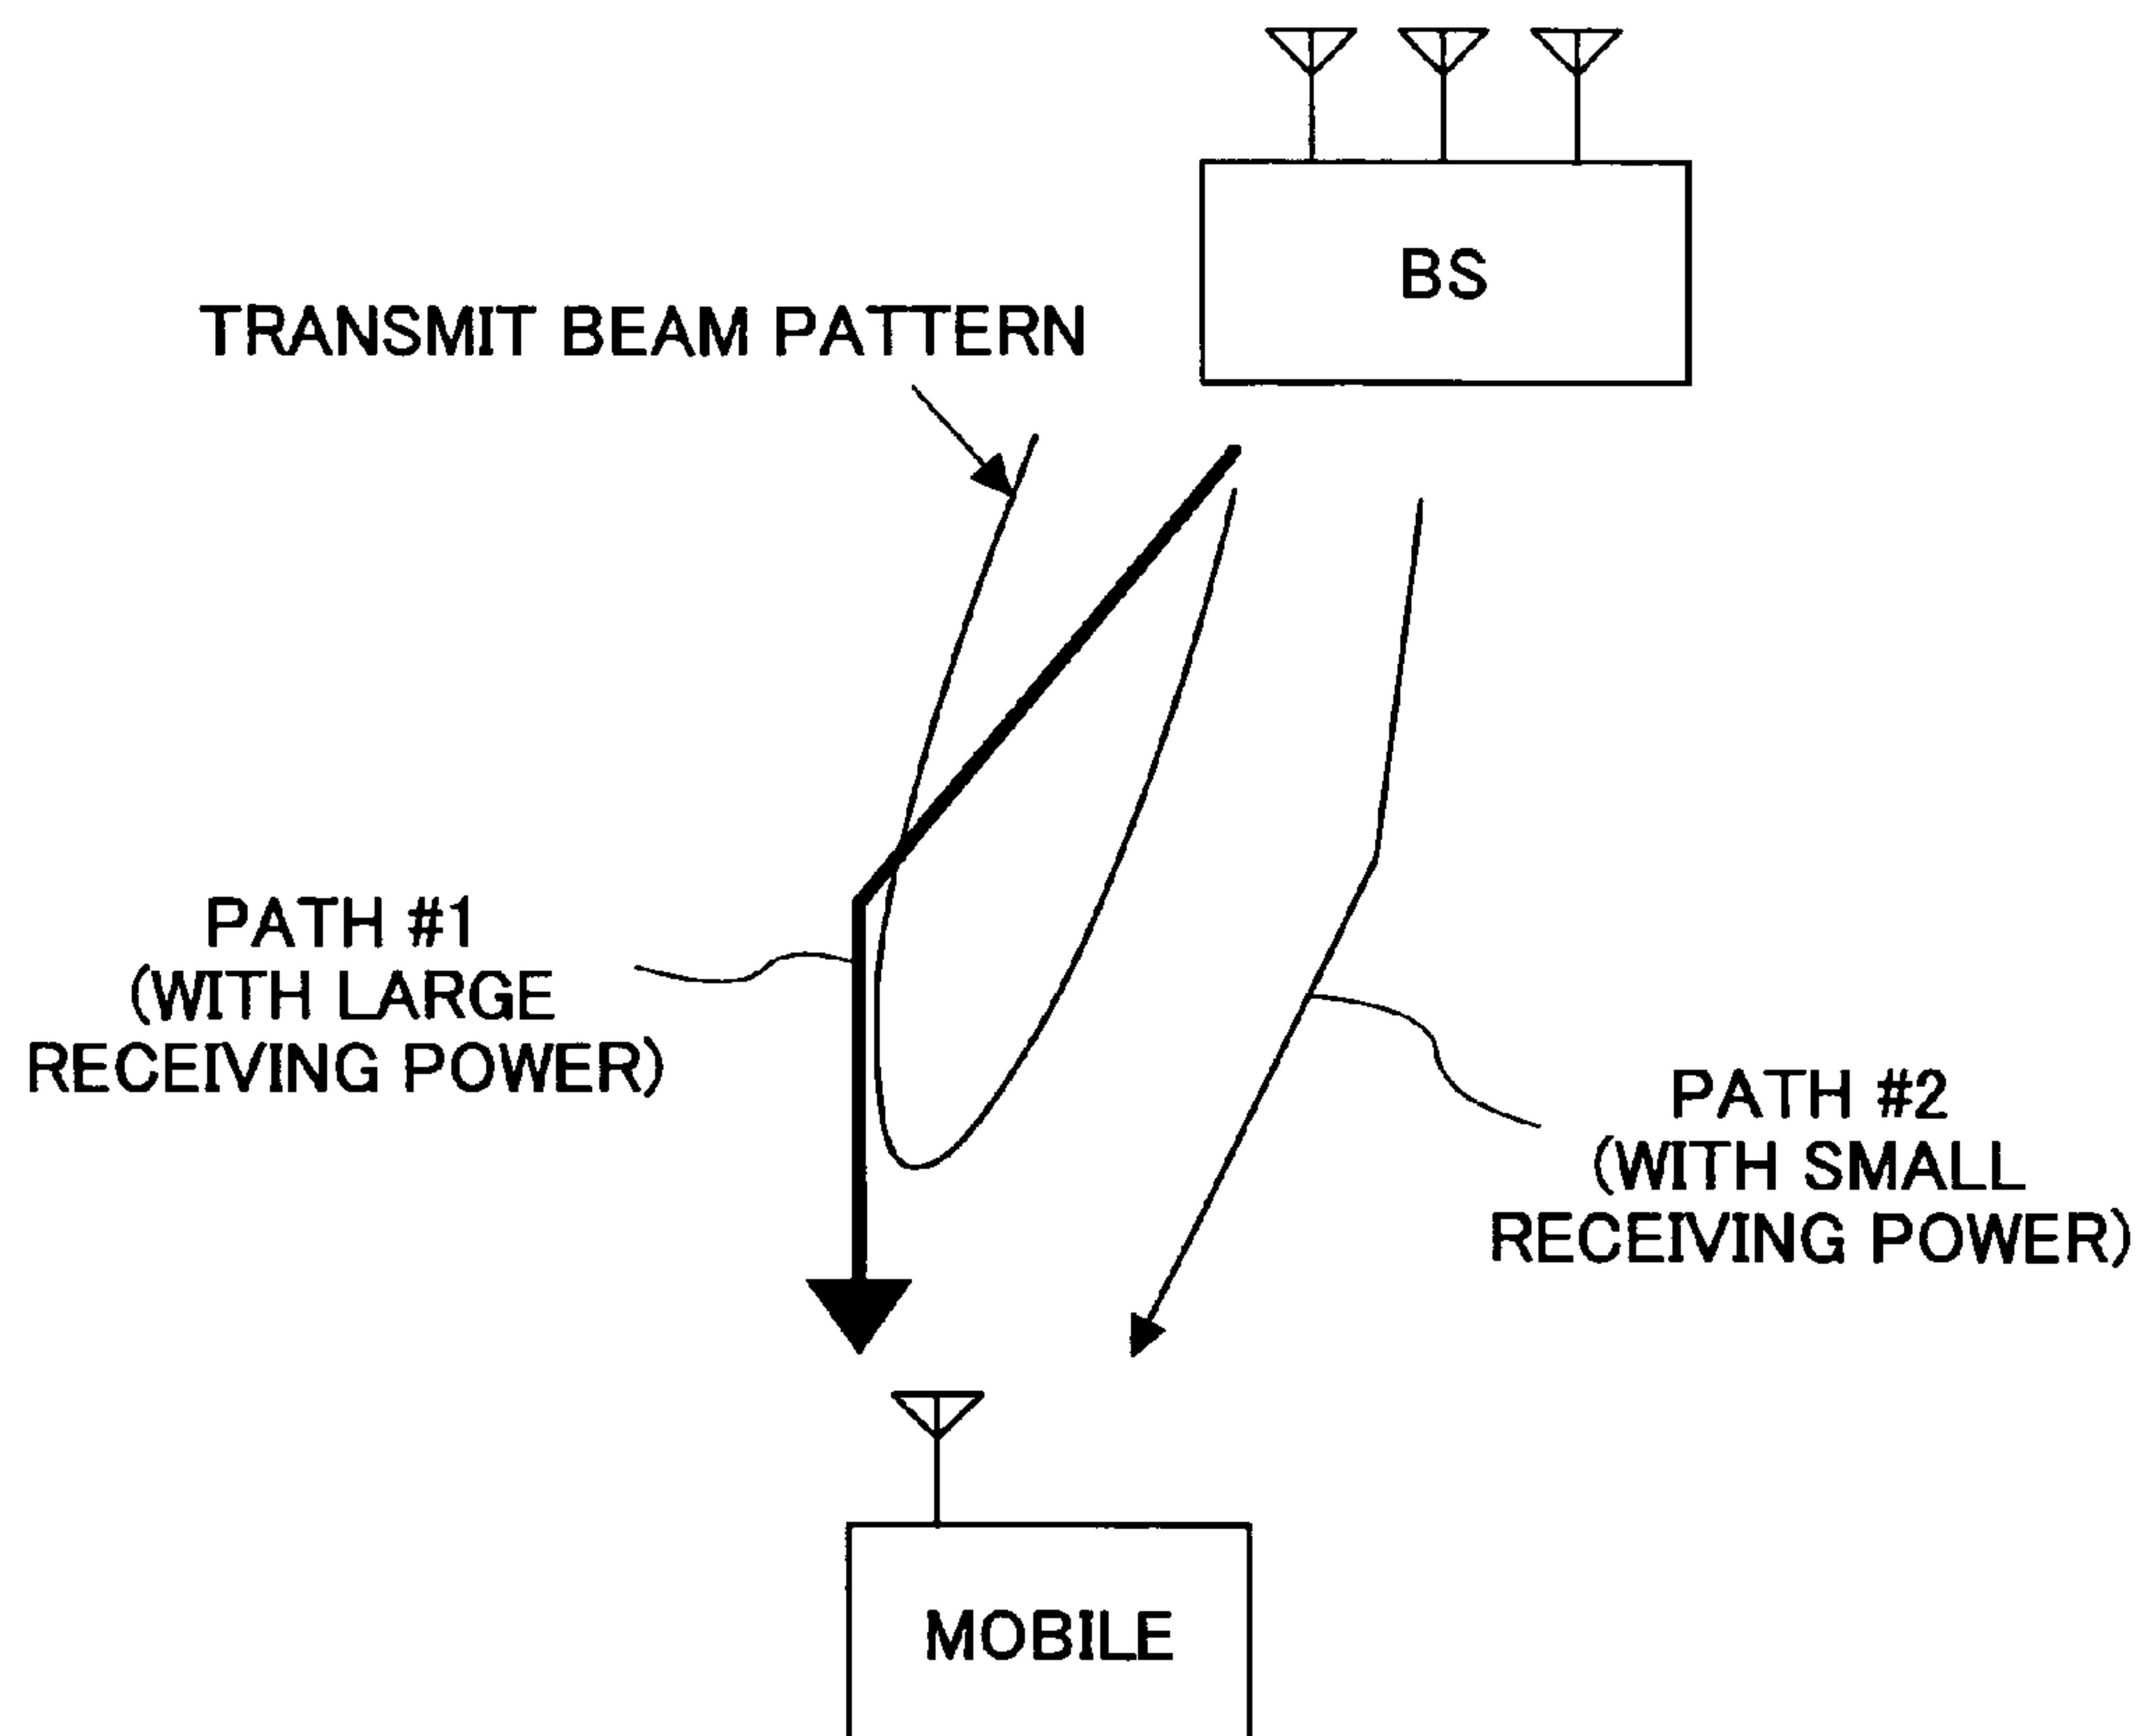 BS
TRANSMIT BEAM PATTERN
PATH #1
(WITH LARGE
RECEIVING POWER)
PATH #2
(WITH SMALL
RECEIVING POWER)
MOBILE